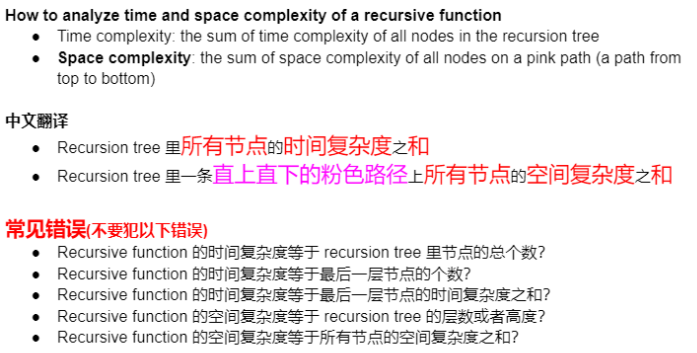 How to analyze time and space complexity of a recursive function
● Time complexity: the sum of time complexity of all nodes in the recursion tree
● Space complexity: the sum of space complexity of all nodes on a pink path (a path from
top to bottom)
中文翻译
● Recursion tree 里所有节点的时间复杂度之和
● Recursion tree 里一条直上直下的粉色路径上所有节点的空间复杂度之和
常见错误(不要犯以下错误)
● Recursive function 的时间复杂度等于 recursion tree 里节点的总个数?
● Recursive function 的时间复杂度等于最后一层节点的个数?
● Recursive function 的时间复杂度等于最后一层节点的时间复杂度之和?
● Recursive function 的空间复杂度等于 recursion tree 的层数或者高度?
● Recursive function 的空间复杂度等于所有节点的空间复杂度之和?